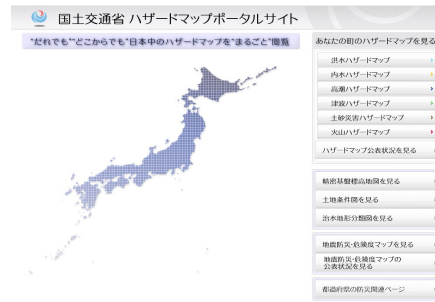 国土交通省 ハザードマップポータルサイト
"だれでも"どこからでも"日本中のハザードマップを"まるごと"閲覧
あなたの町のハザードマップを見る
洪水ハザードマップ
内水ハザードマップ
高潮ハザードマップ
津波ハザードマップ
土砂災害ハザードマップ
火山ハザードマップ
ハザードマップ公表状況を見る
精密基盤標高地図を見る
土地条件図を見る
治水地形分類図を見る
地震防災・危険度マップを見る
地震防災・危険度マップの
公表状況を見る
都道府県の防災関連ページ